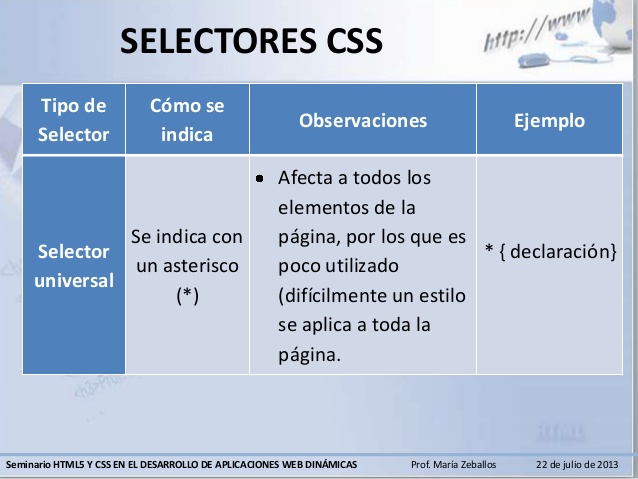 SELECTORES CSS
http://www
Tipo de
Selector
Cómo se
indica
Observaciones
Ejemplo
Selector
universal
Se indica con
un asterisco
(*)
• Afecta a todos los
elementos de la
página, por los que es
poco utilizado
(difícilmente un estilo
se aplica a toda la
página.
* { declaración}
HTML
Seminario HTML5 Y CSS EN EL DESARROLLO DE APLICACIONES WEB DINÁMICAS
Prof. María Zeballos
22 de julio de 2013